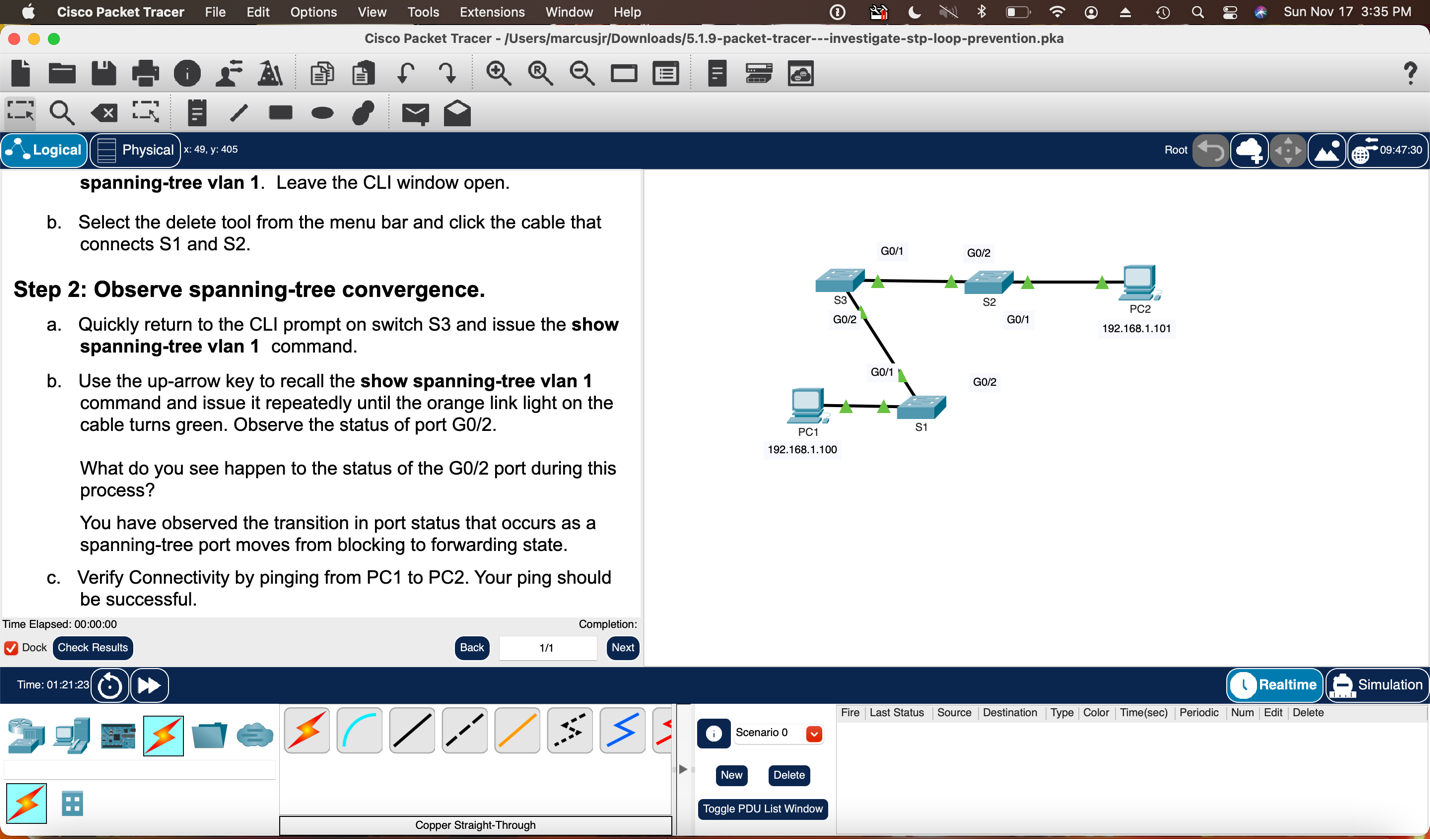 Cisco Packet Tracer File Edit Options View Tools Extensions Window Help Sun Nov 17 3:35 PM
Cisco Packet Tracer - /Users/marcusjr/Downloads/5.1.9-packet-tracer---investigate-stp-loop-prevention.pka
Logical Physical x: 49, y: 405 Root 09:47:30
spanning-tree vlan 1. Leave the CLI window open.
b. Select the delete tool from the menu bar and click the cable that
connects S1 and S2.
Step 2: Observe spanning-tree convergence.
a. Quickly return to the CLI prompt on switch S3 and issue the show
spanning-tree vlan 1 command.
b. Use the up-arrow key to recall the show spanning-tree vlan 1
command and issue it repeatedly until the orange link light on the
cable turns green. Observe the status of port G0/2.
What do you see happen to the status of the G0/2 port during this
process?
You have observed the transition in port status that occurs as a
spanning-tree port moves from blocking to forwarding state.
c. Verify Connectivity by pinging from PC1 to PC2. Your ping should
be successful.
Time Elapsed: 00:00:00 Completion:
Dock Check Results Back 1/1 Next
G0/1 G0/2
S3 S2 PC2
G0/2 G0/1
192.168.1.101
G0/1 G0/2
PC1 S1
192.168.1.100
Time: 01:21:23 Realtime Simulation
Scenario 0
New Delete
Toggle PDU List Window
Fire Last Status Source Destination Type Color Time(sec) Periodic Num Edit Delete
Copper Straight-Through